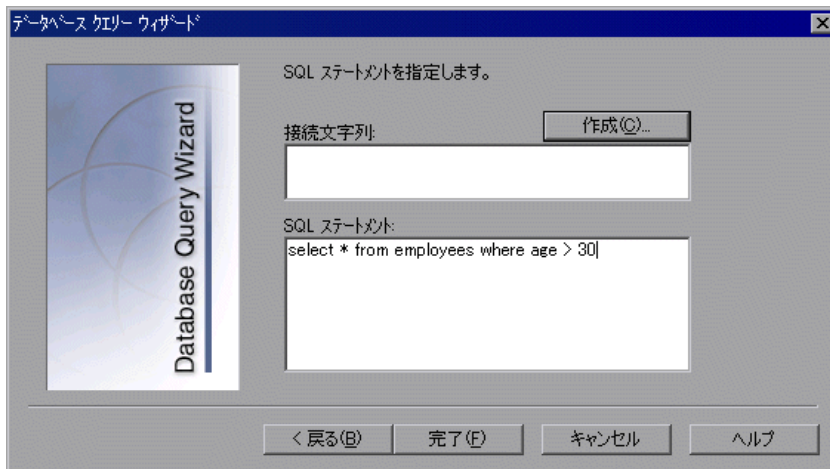 データベース クエリー ウィザード
Database Query Wizard
SQL ステートメントを指定します。
接続文字列:
作成(C)...
SQL ステートメント:
select * from employees where age > 30
< 戻る(B)
完了(F)
キャンセル
ヘルプ